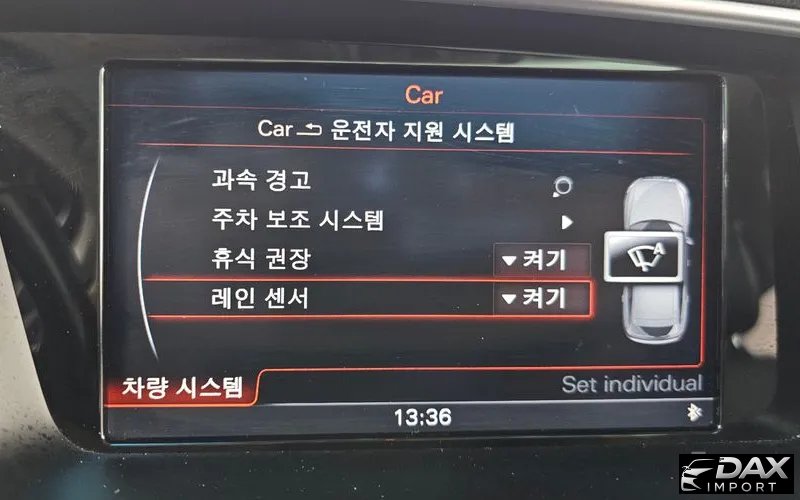 Car
Car 운전자 지원 시스템
과속 경고
주차 보조 시스템
휴식 권장 켜기
레인 센서 켜기
A
차량 시스템 Set individual
13:36
DAX
IMPORT